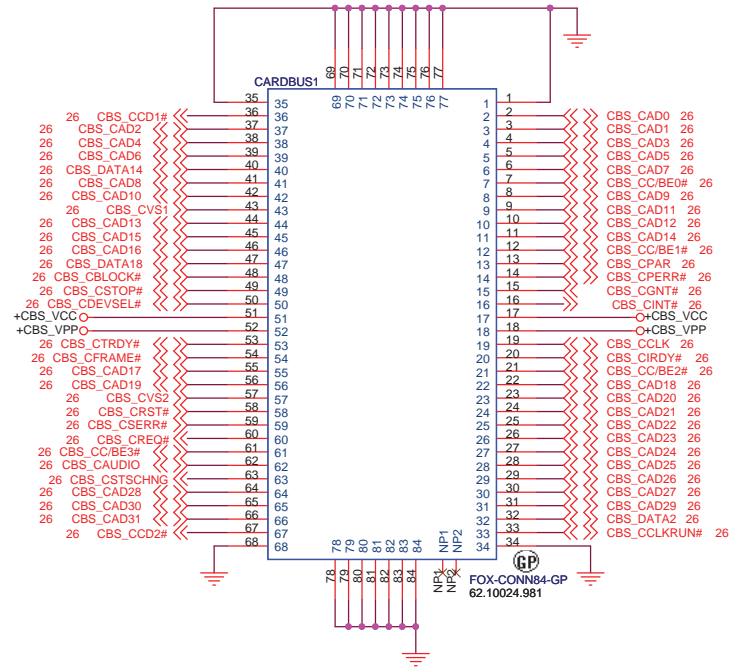 69 70 71 72 73 74 75 76 77
CARDBUS1
69 70 71 72 73 74 75 76 77
35 35 1 1
26 CBS_CCD1# 36 36 2 2 CBS_CAD0 26
26 CBS_CAD2 37 37 3 3 CBS_CAD1 26
26 CBS_CAD4 38 38 4 4 CBS_CAD3 26
26 CBS_CAD6 39 39 5 5 CBS_CAD5 26
26 CBS_DATA14 40 40 6 6 CBS_CAD7 26
26 CBS_CAD8 41 41 7 7 CBS_CC/BE0# 26
26 CBS_CAD10 42 42 8 8 CBS_CAD9 26
26 CBS_CVS1 43 43 9 9 CBS_CAD11 26
26 CBS_CAD13 44 44 10 10 CBS_CAD12 26
26 CBS_CAD15 45 45 11 11 CBS_CAD14 26
26 CBS_CAD16 46 46 12 12 CBS_CC/BE1# 26
26 CBS_DATA18 47 47 13 13 CBS_CPAR 26
26 CBS_CBLOCK# 48 48 14 14 CBS_CPERR# 26
26 CBS_CSTOP# 49 49 15 15 CBS_CGNT# 26
26 CBS_CDEVSEL# 50 50 16 16 CBS_CINT# 26
+CBS_VCC 51 51 17 17 +CBS_VCC
+CBS_VPP 52 52 18 18 +CBS_VPP
26 CBS_CTRDY# 53 53 19 19 CBS_CCLK 26
26 CBS_CFRAME# 54 54 20 20 CBS_CIRDY# 26
26 CBS_CAD17 55 55 21 21 CBS_CC/BE2# 26
26 CBS_CAD19 56 56 22 22 CBS_CAD18 26
26 CBS_CVS2 57 57 23 23 CBS_CAD20 26
26 CBS_CRST# 58 58 24 24 CBS_CAD21 26
26 CBS_CSERR# 59 59 25 25 CBS_CAD22 26
26 CBS_CREQ# 60 60 26 26 CBS_CAD23 26
26 CBS_CC/BE3# 61 61 27 27 CBS_CAD24 26
26 CBS_CAUDIO 62 62 28 28 CBS_CAD25 26
26 CBS_CSTSCHNG 63 63 29 29 CBS_CAD26 26
26 CBS_CAD28 64 64 30 30 CBS_CAD27 26
26 CBS_CAD30 65 65 31 31 CBS_CAD29 26
26 CBS_CAD31 66 66 32 32 CBS_DATA2 26
26 CBS_CCD2# 67 67 33 33 CBS_CCLKRUN# 26
68 68 34 34
78 79 80 81 82 83 84 NP1 NP2
GP
78 79 80 81 82 83 84 NP1 NP2
FOX-CONN84-GP
62.10024.981